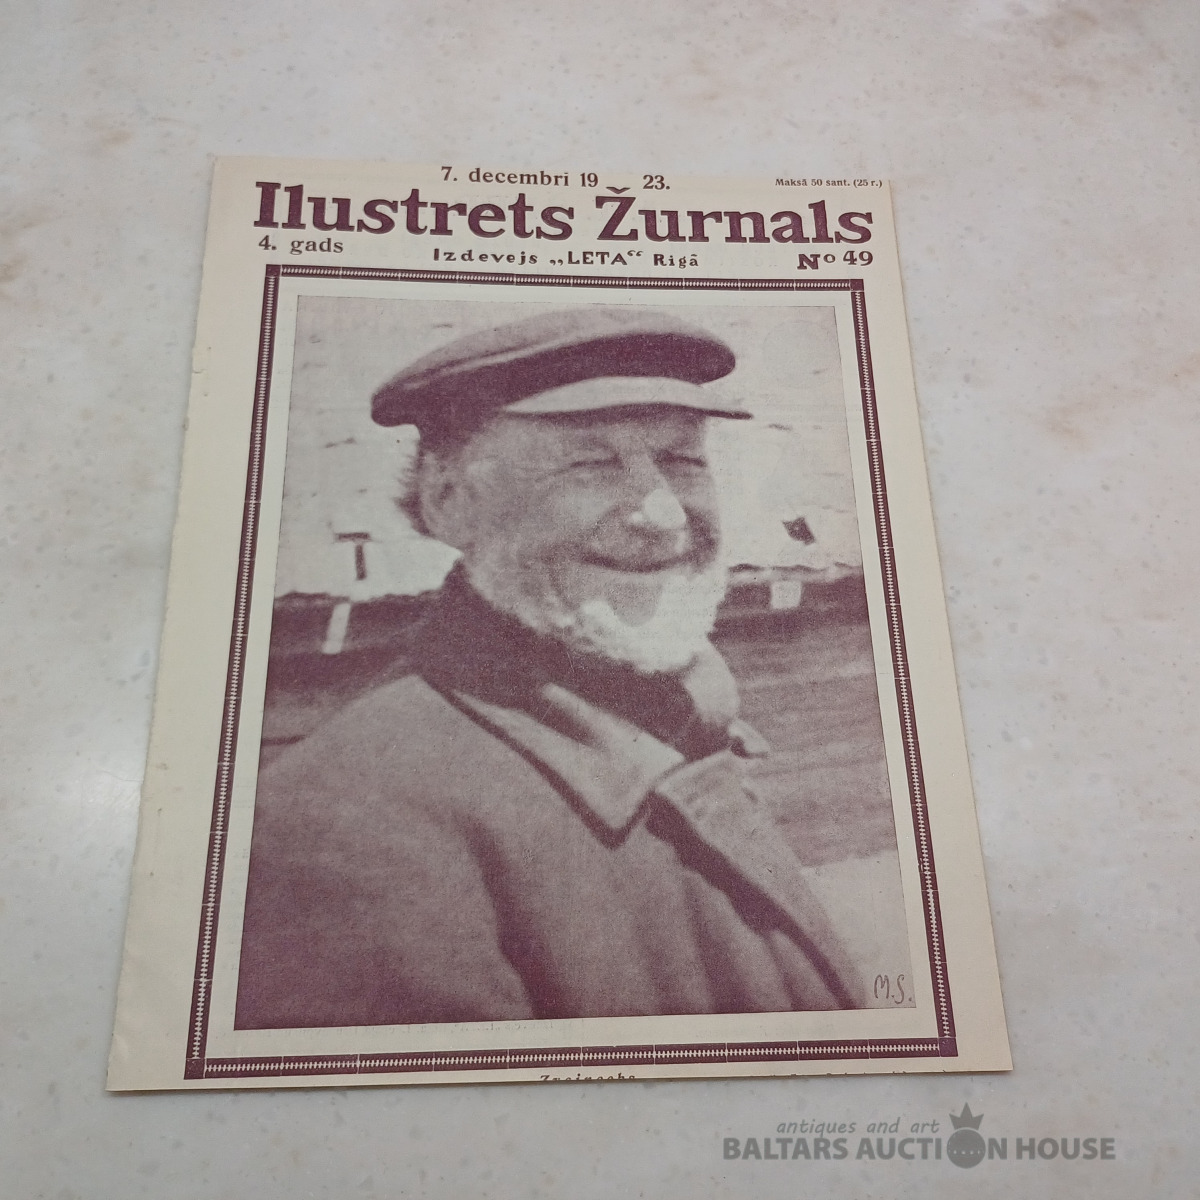 7. decembri 19 23.
Maksā 50 sant. (25 r.)
Ilustrets Žurnals
4. gads
Izdevejs „LETA“ Rigā
No 49
M.S.
antiques and art
BALTARS AUCTION HOUSE